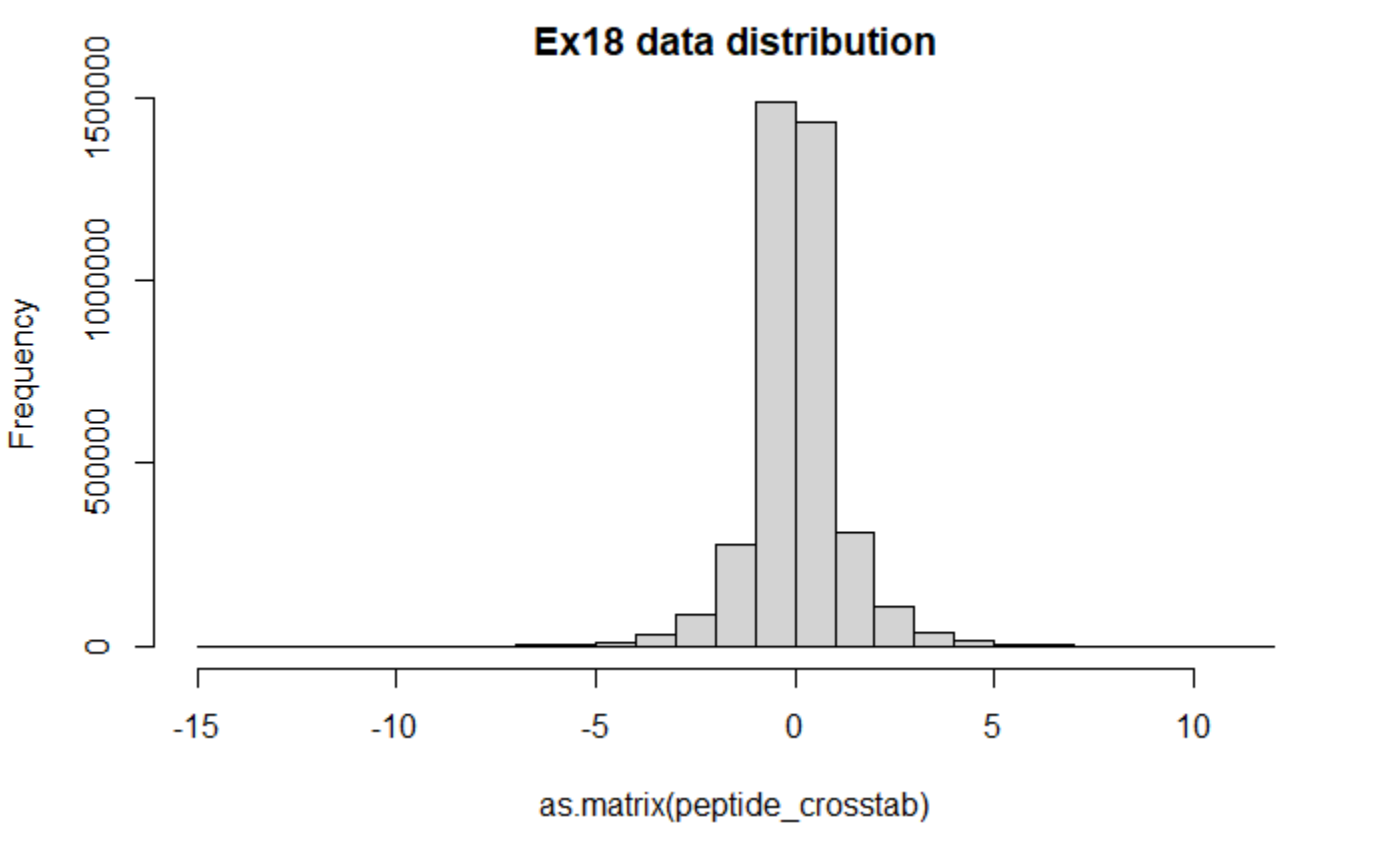 Ex18 data distribution
Frequency
1500000
1000000
500000
0
-15 -10 -5 0 5 10
as.matrix(peptide_crosstab)